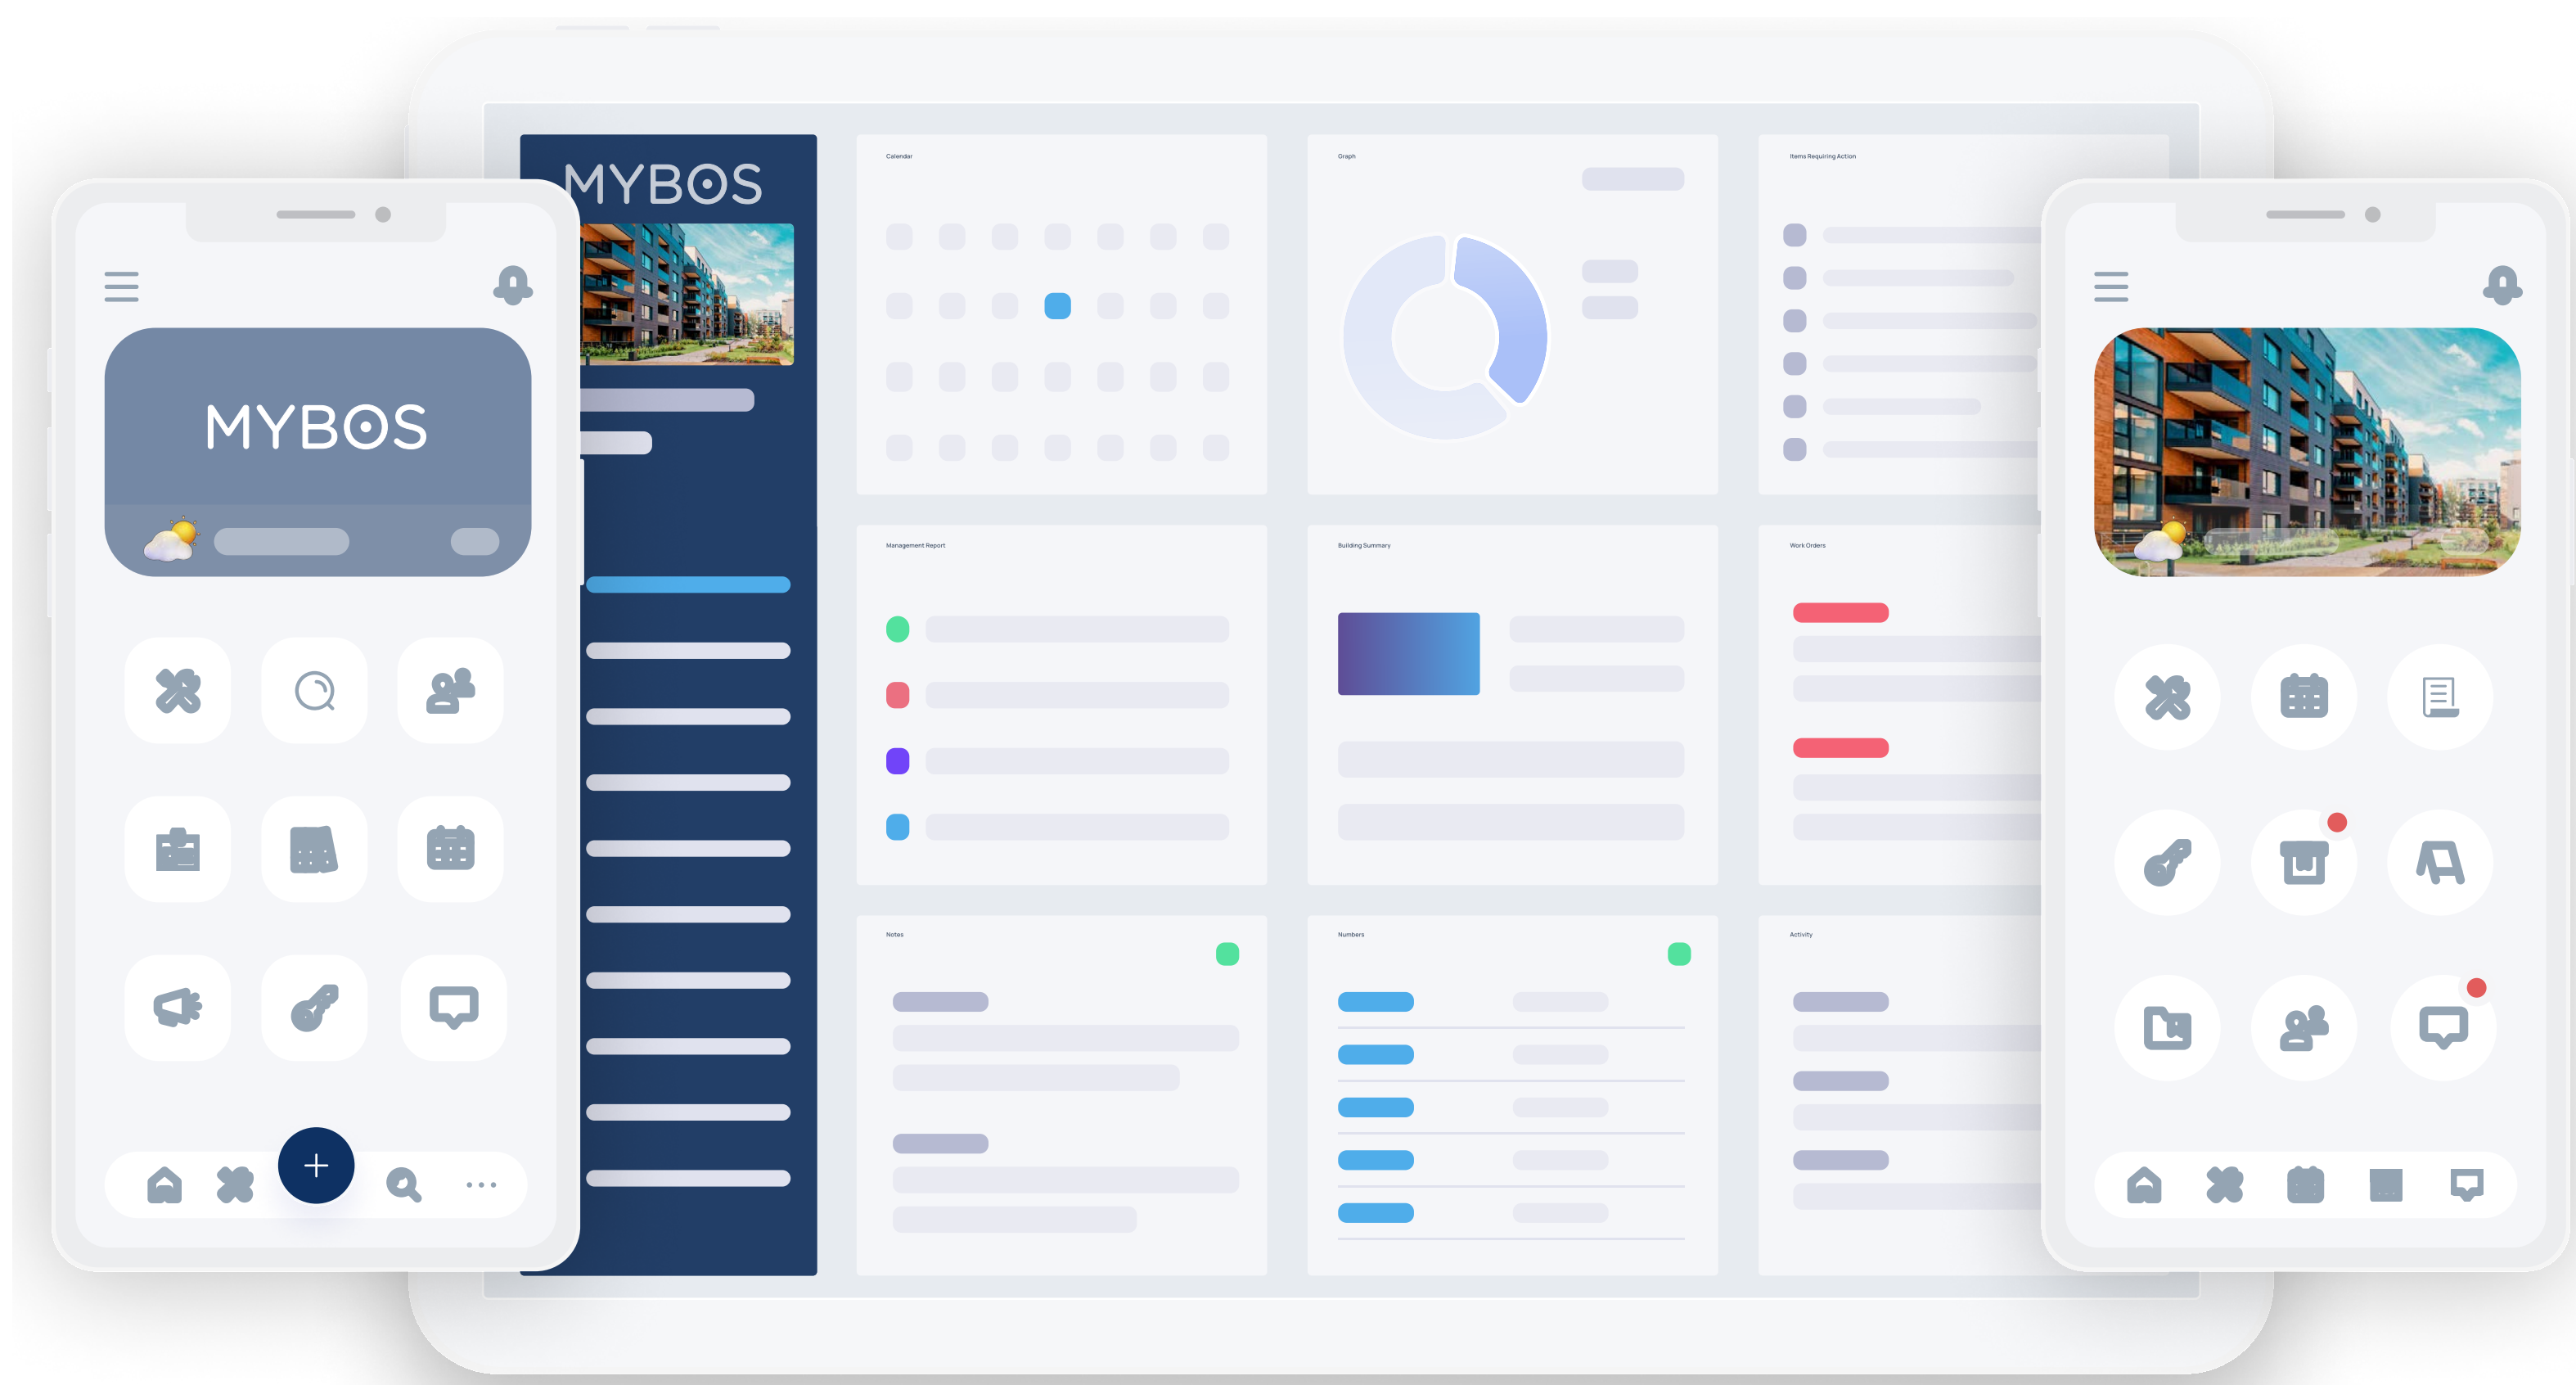 MYBOS
Calendar
Graph
Items Requiring Action
MYBOS
Management Report
Building Summary
Work Orders
Notes
Numbers
Activity